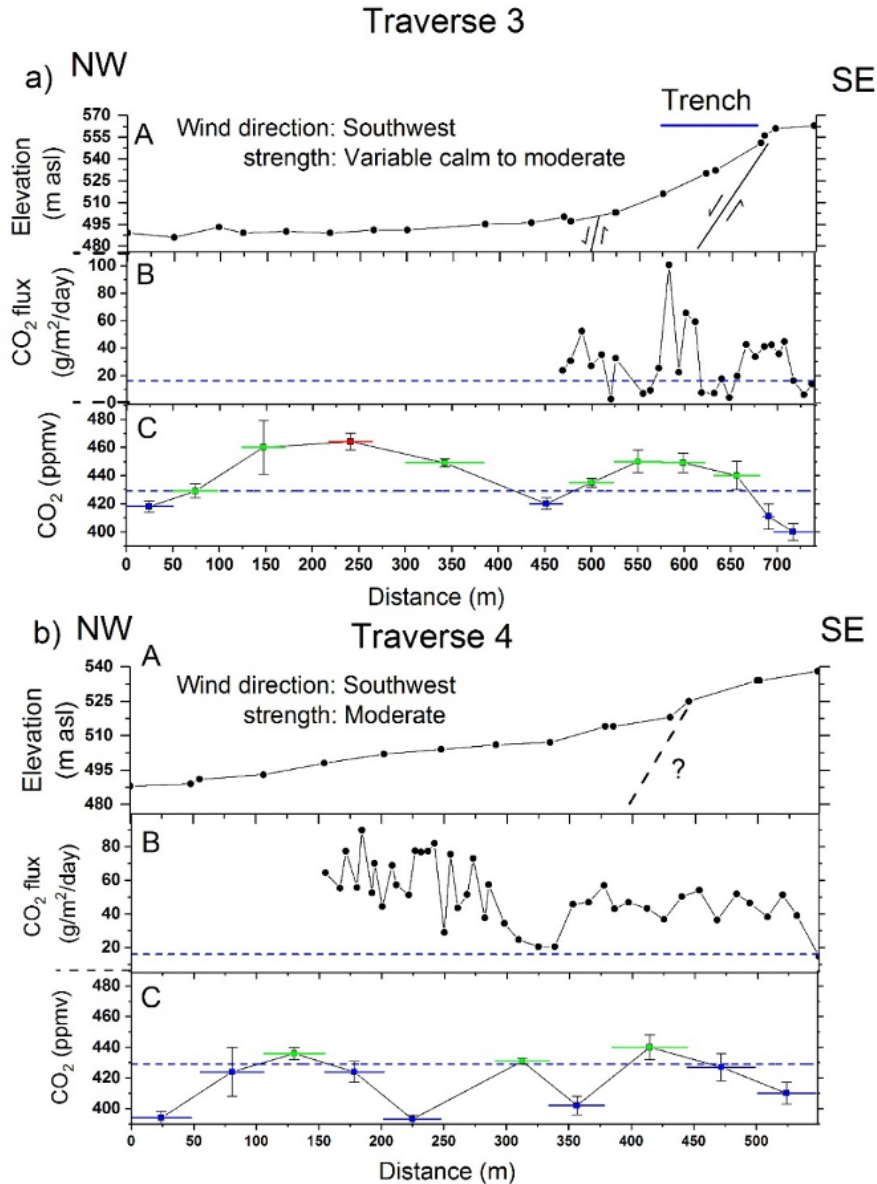 Traverse 3
a) NW SE
Trench
A Wind direction: Southwest
strength: Variable calm to moderate
Elevation
(m asl)
570
555
540
525
510
495
480
B
CO2 flux
(g/m²/day)
100
80
60
40
20
0
C
CO2 (ppmv)
480
460
440
420
400
0 50 100 150 200 250 300 350 400 450 500 550 600 650 700
Distance (m)
b) NW Traverse 4 SE
A
Wind direction: Southwest
strength: Moderate
Elevation
(m asl)
540
525
510
495
480
?
B
CO2 flux
(g/m²/day)
80
60
40
20
C
CO2 (ppmv)
460
440
420
400
0 50 100 150 200 250 300 350 400 450 500
Distance (m)